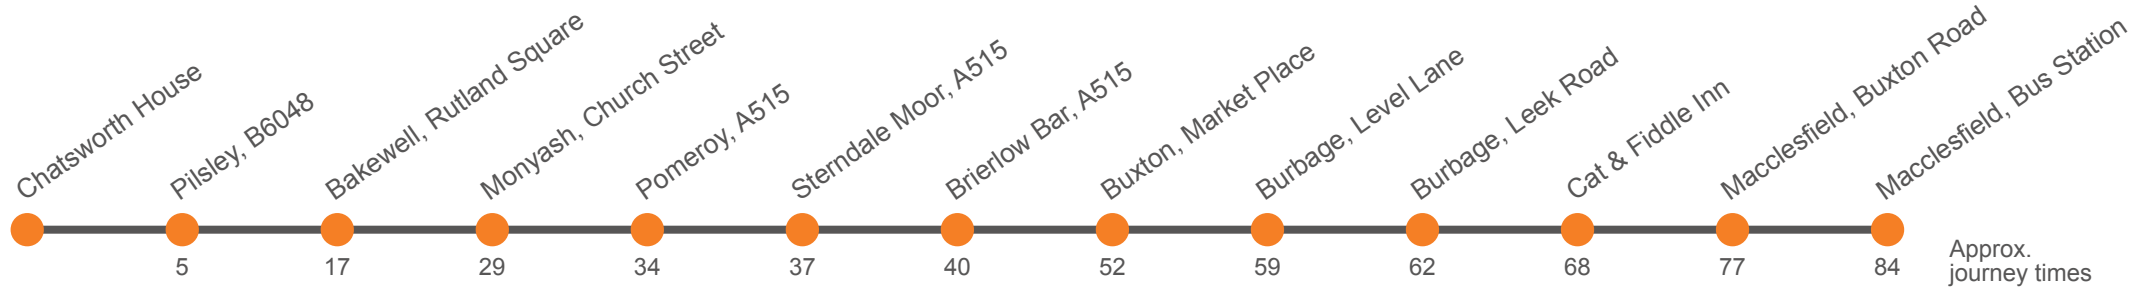 Chatsworth House
Pilsley, B6048
Bakewell, Rutland Square
Monyash, Church Street
Pomeroy, A515
Sterndale Moor, A515
Brierlow Bar, A515
Buxton, Market Place
Burbage, Level Lane
Burbage, Leek Road
Cat & Fiddle Inn
Macclesfield, Buxton Road
Macclesfield, Bus Station
5 17 29 34 37 40 52 59 62 68 77 84
Approx.
journey times